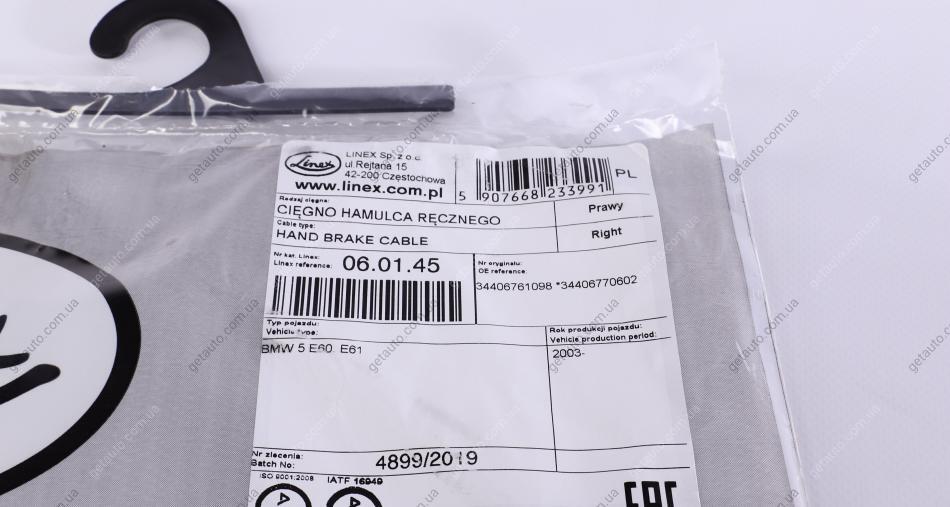 Linex
LINEX Sp. z o.o.
ul Rejtana 15
42-200 Częstochowa
www.linex.com.pl
5 907668 233991
PL
Rodzaj cięgna:
CIĘGNO HAMULCA RĘCZNEGO
Prawy
Cable type:
HAND BRAKE CABLE
Right
Nr kat. Linex:
Linex reference:
06.01.45
Nr oryginału:
OE reference:
34406761098 *34406770602
Typ pojazdu:
Vehicle type:
BMW 5 E60 E61
Rok produkcji pojazdu:
Vehicle production period:
2003-
Nr zlecenia:
Batch No:
4899/2019
ISO 9001:2008
IATF 16949
EAC
getauto.com.ua